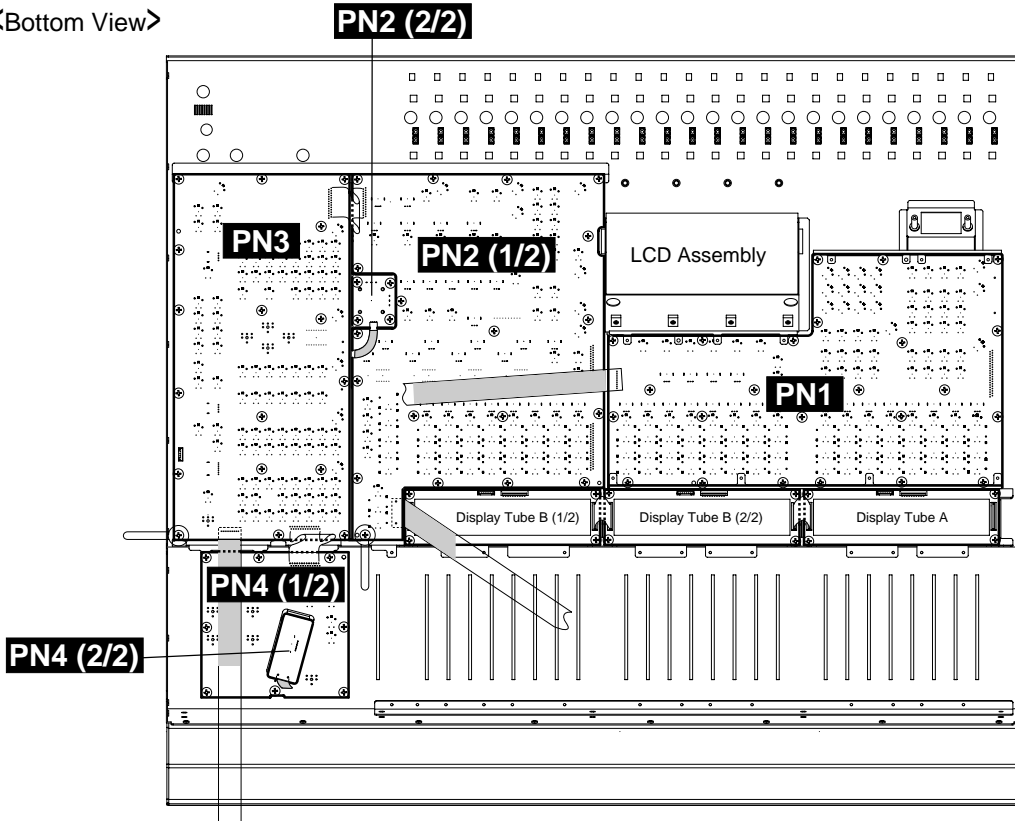 <Bottom View>
PN2 (2/2)
PN3
PN2 (1/2)
LCD Assembly
PN1
Display Tube B (1/2)
Display Tube B (2/2)
Display Tube A
PN4 (1/2)
PN4 (2/2)